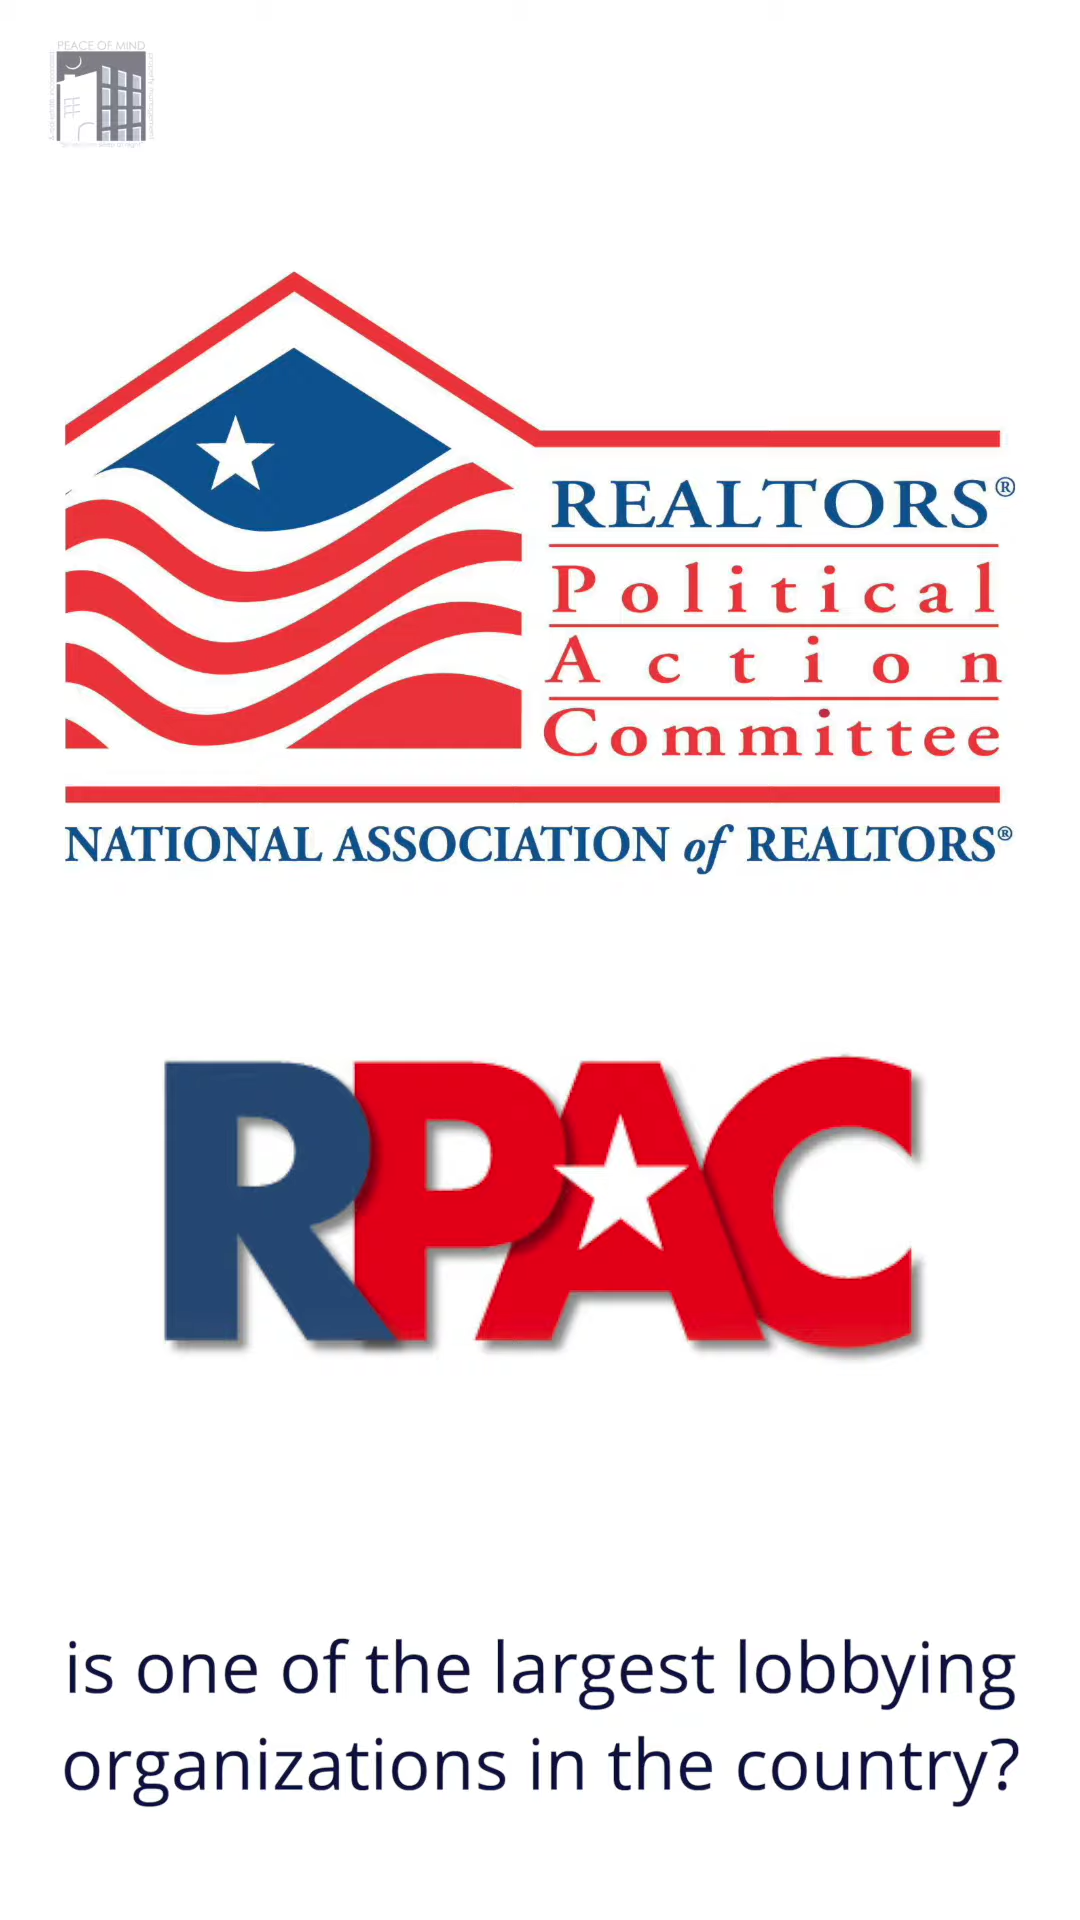 PEACE OF MIND
REALTORS®
Political
Action
Committee
NATIONAL ASSOCIATION of REALTORS®
RPAC
is one of the largest lobbying
organizations in the country?